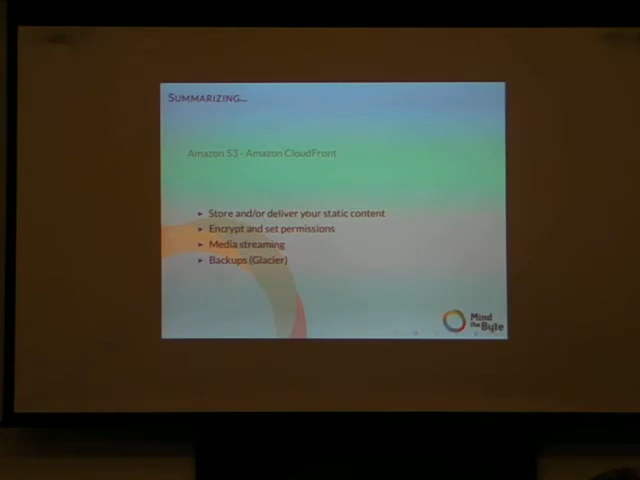 SUMMARIZING...
Amazon S3 - Amazon CloudFront
Store and/or deliver your static content
Encrypt and set permissions
Media streaming
Backups (Glacier)
Mind
the Byte